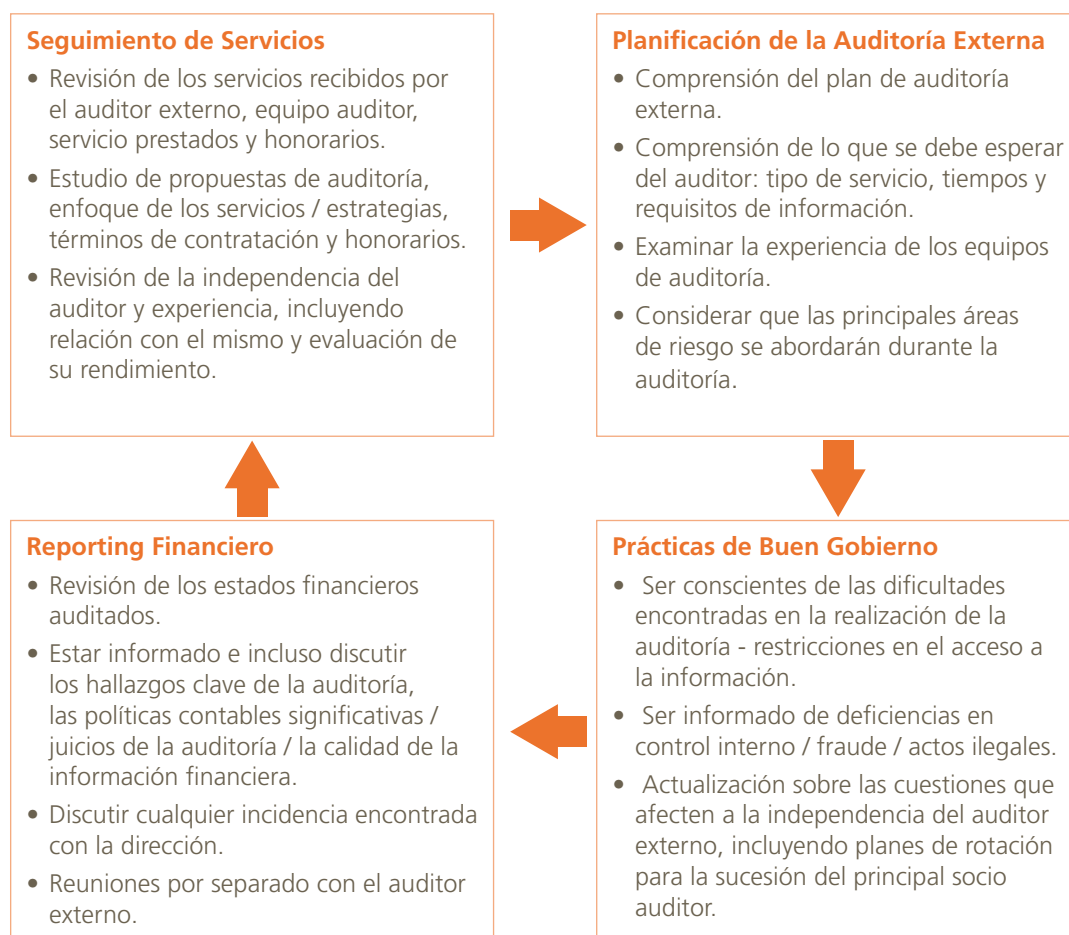 Seguimiento de Servicios
• Revisión de los servicios recibidos por
el auditor externo, equipo auditor,
servicio prestados y honorarios.
• Estudio de propuestas de auditoría,
enfoque de los servicios / estrategias,
términos de contratación y honorarios.
• Revisión de la independencia del
auditor y experiencia, incluyendo
relación con el mismo y evaluación de
su rendimiento.
Planificación de la Auditoría Externa
• Comprensión del plan de auditoría
externa.
• Comprensión de lo que se debe esperar
del auditor: tipo de servicio, tiempos y
requisitos de información.
• Examinar la experiencia de los equipos
de auditoría.
• Considerar que las principales áreas
de riesgo se abordarán durante la
auditoría.
Reporting Financiero
• Revisión de los estados financieros
auditados.
• Estar informado e incluso discutir
los hallazgos clave de la auditoría,
las políticas contables significativas /
juicios de la auditoría / la calidad de la
información financiera.
• Discutir cualquier incidencia encontrada
con la dirección.
• Reuniones por separado con el auditor
externo.
Prácticas de Buen Gobierno
• Ser conscientes de las dificultades
encontradas en la realización de la
auditoría - restricciones en el acceso a
la información.
• Ser informado de deficiencias en
control interno / fraude / actos ilegales.
• Actualización sobre las cuestiones que
afecten a la independencia del auditor
externo, incluyendo planes de rotación
para la sucesión del principal socio
auditor.